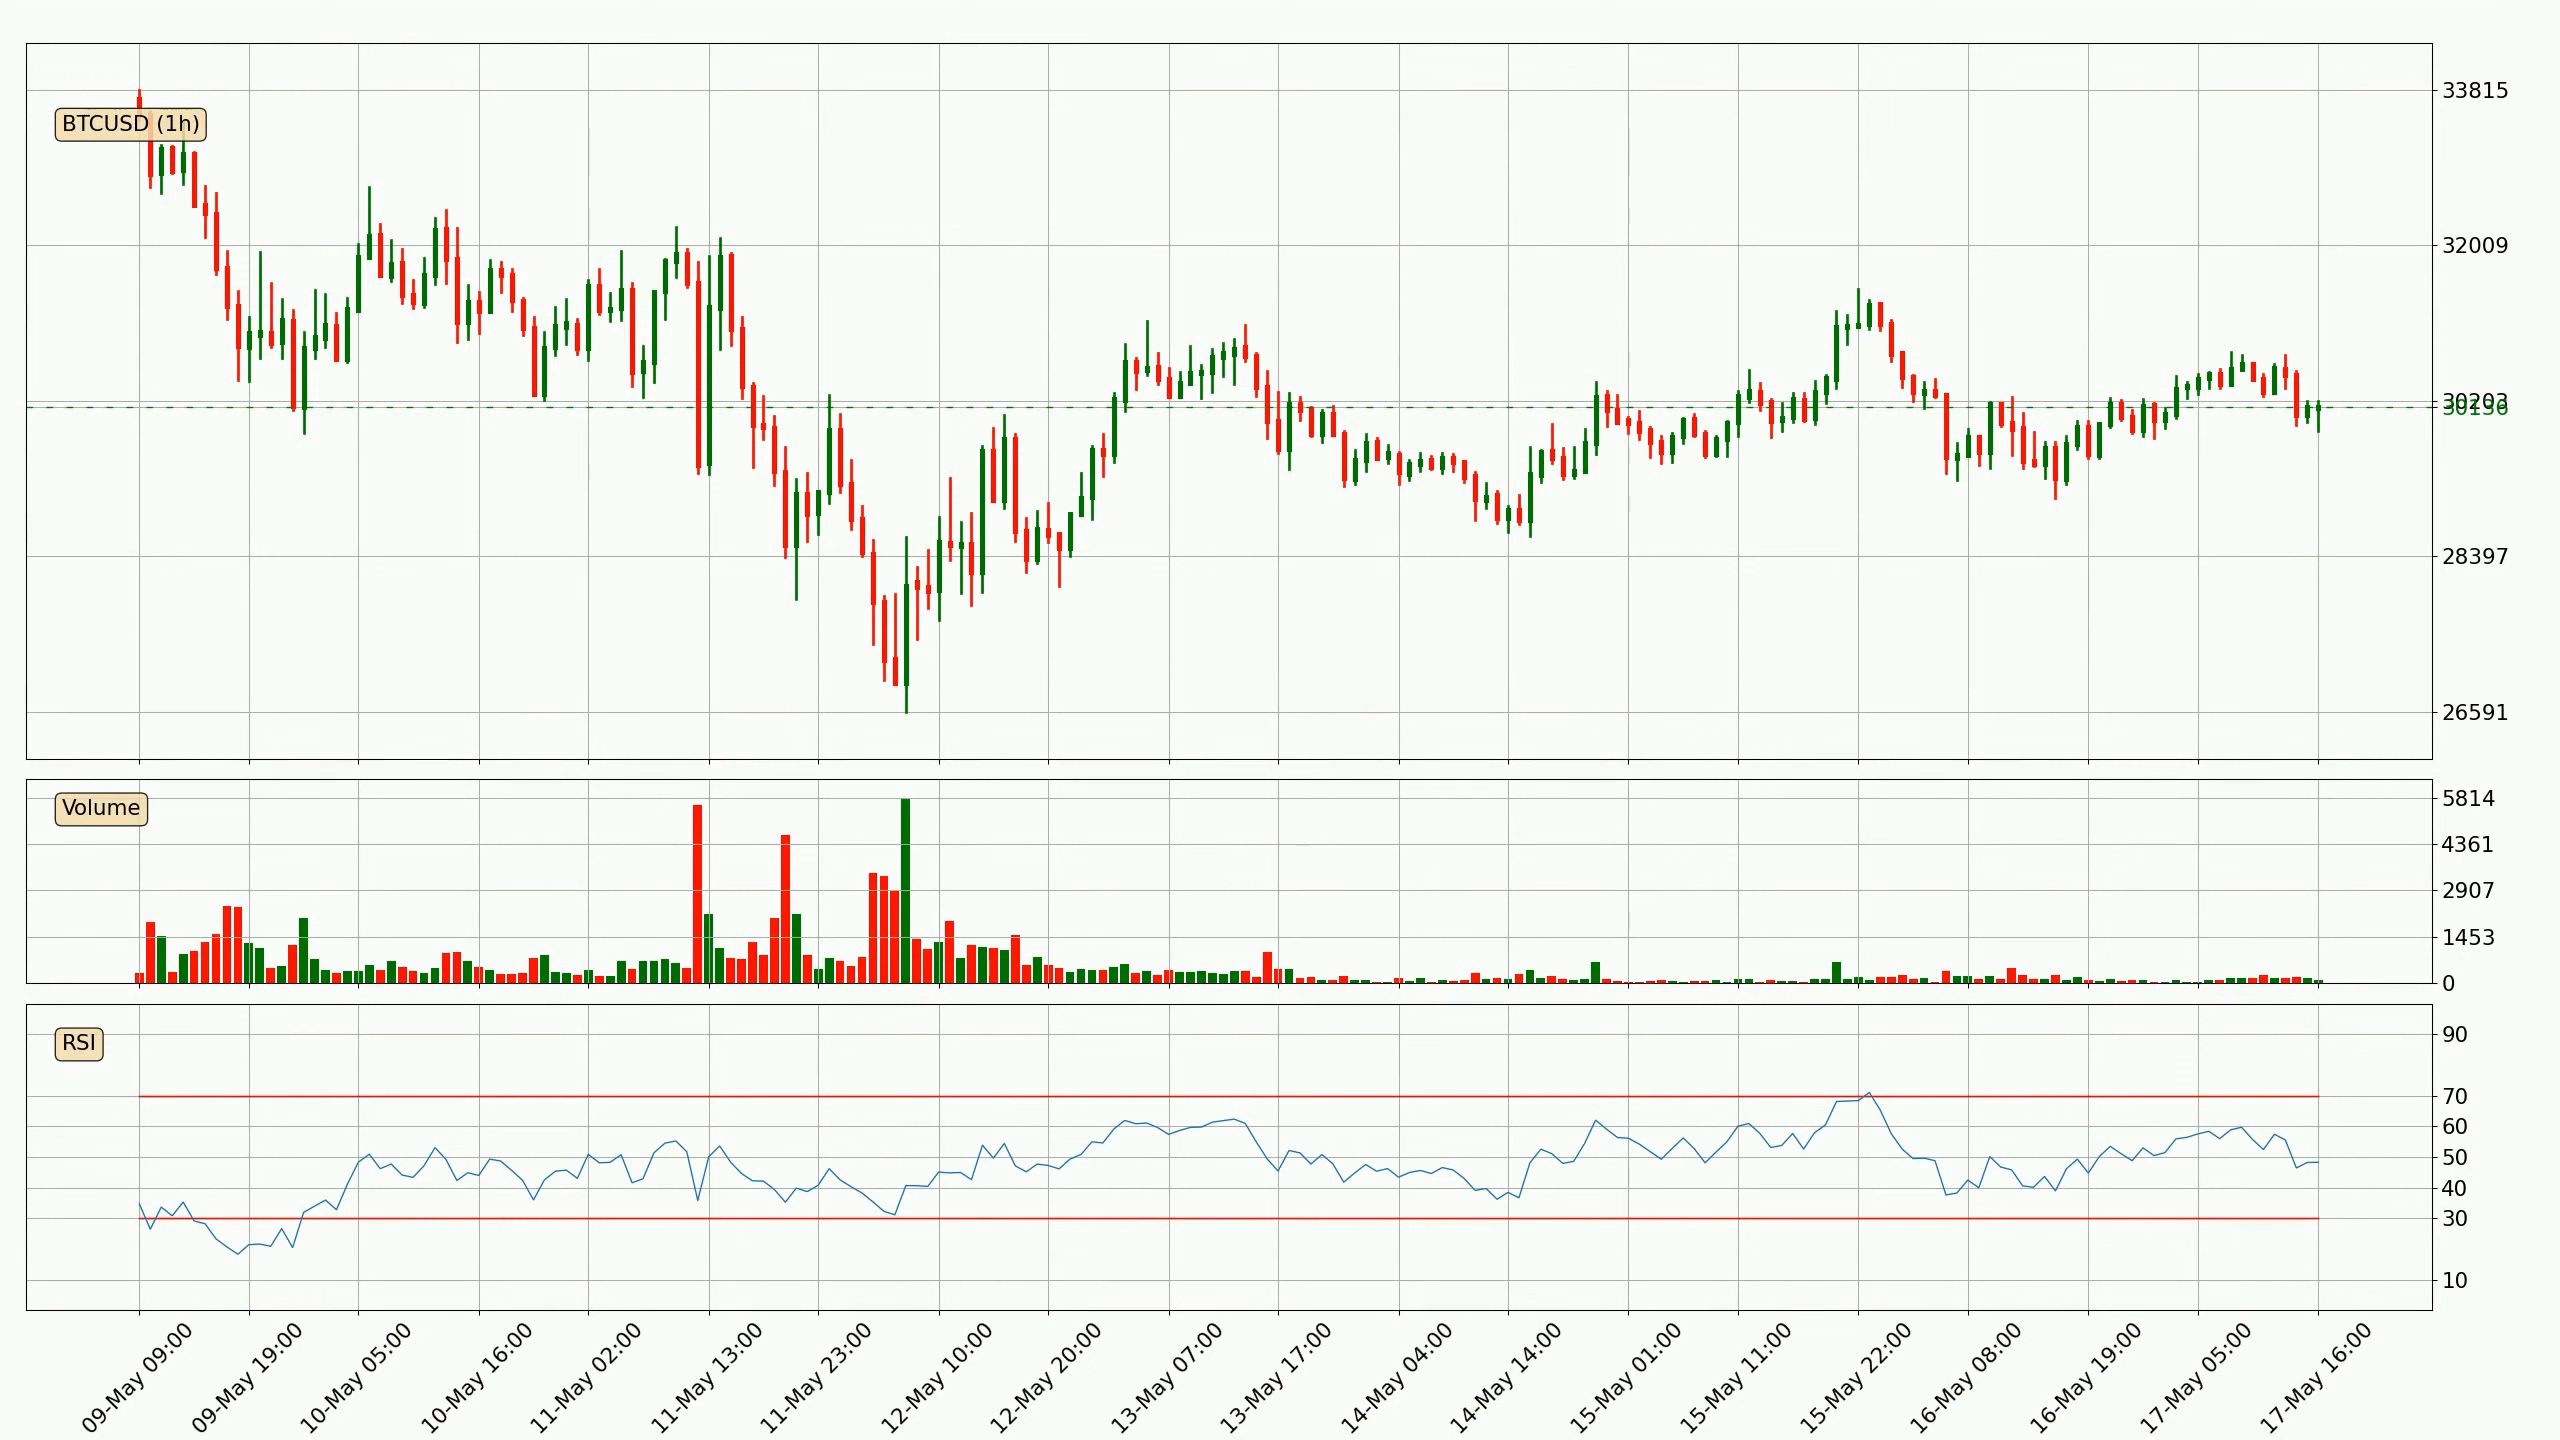 BTCUSD (1h)
33815
32009
30203
28397
26591
Volume
5814
4361
2907
1453
0
RSI
90
70
60
50
40
30
10
09-May 09:00
09-May 19:00
10-May 05:00
10-May 16:00
11-May 02:00
11-May 13:00
11-May 23:00
12-May 10:00
12-May 20:00
13-May 07:00
13-May 17:00
14-May 04:00
14-May 14:00
15-May 01:00
15-May 11:00
15-May 22:00
16-May 08:00
16-May 19:00
17-May 05:00
17-May 16:00